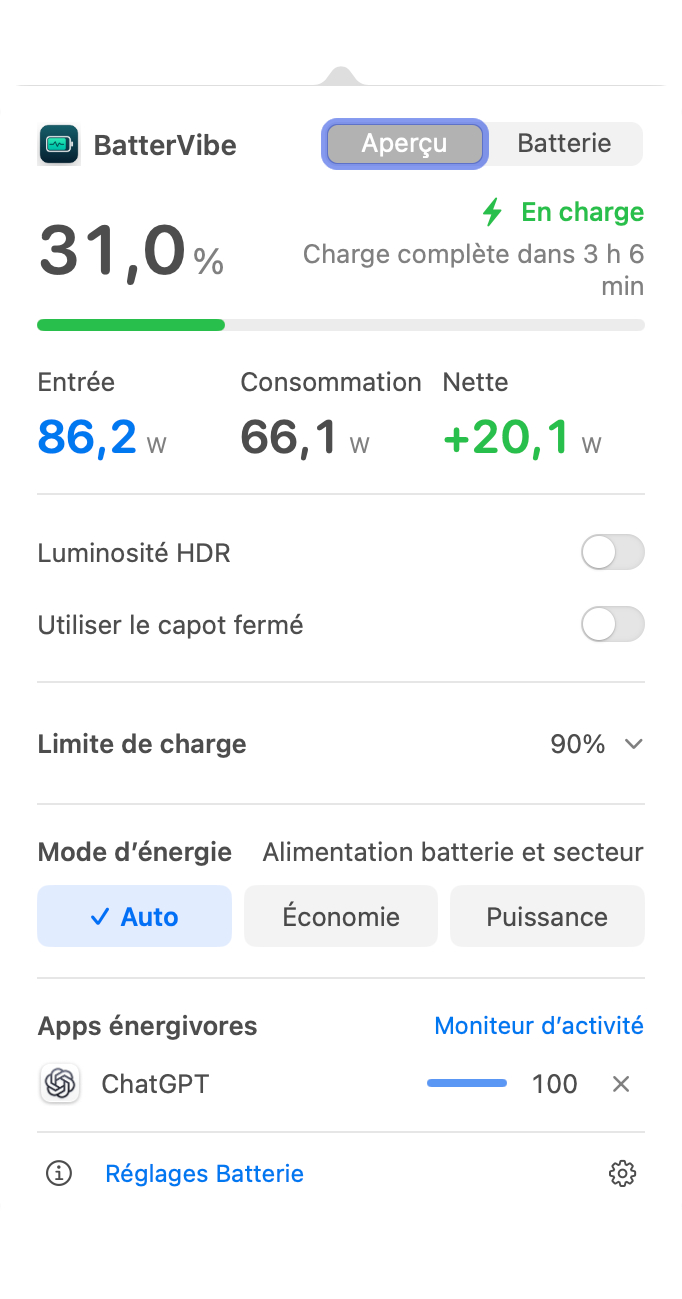 BatterVibe
Aperçu
Batterie
31,0 %
En charge
Charge complète dans 3 h 6
min
Entrée
Consommation
Nette
86,2 W
66,1 W
+20,1 W
Luminosité HDR
Utiliser le capot fermé
Limite de charge
90%
Mode d’énergie
Alimentation batterie et secteur
Auto
Économie
Puissance
Apps énergivores
Moniteur d’activité
ChatGPT
100
Réglages Batterie